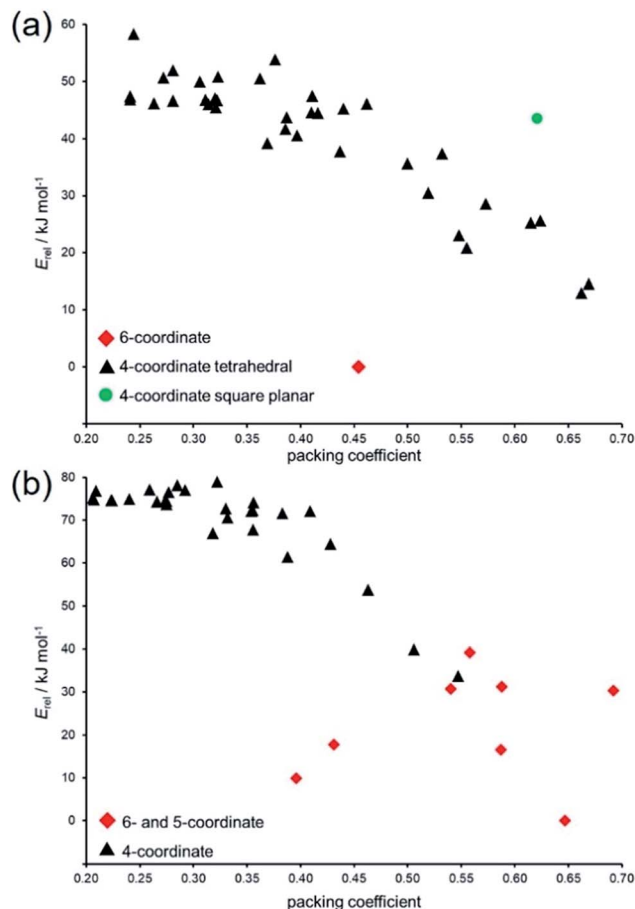 (a)
60
50
40
30
20
10
0
E_rel / kJ mol⁻¹
6-coordinate
4-coordinate tetrahedral
4-coordinate square planar
0.20 0.25 0.30 0.35 0.40 0.45 0.50 0.55 0.60 0.65 0.70
packing coefficient
(b)
80
70
60
50
40
30
20
10
0
E_rel / kJ mol⁻¹
6- and 5-coordinate
4-coordinate
0.20 0.25 0.30 0.35 0.40 0.45 0.50 0.55 0.60 0.65 0.70
packing coefficient